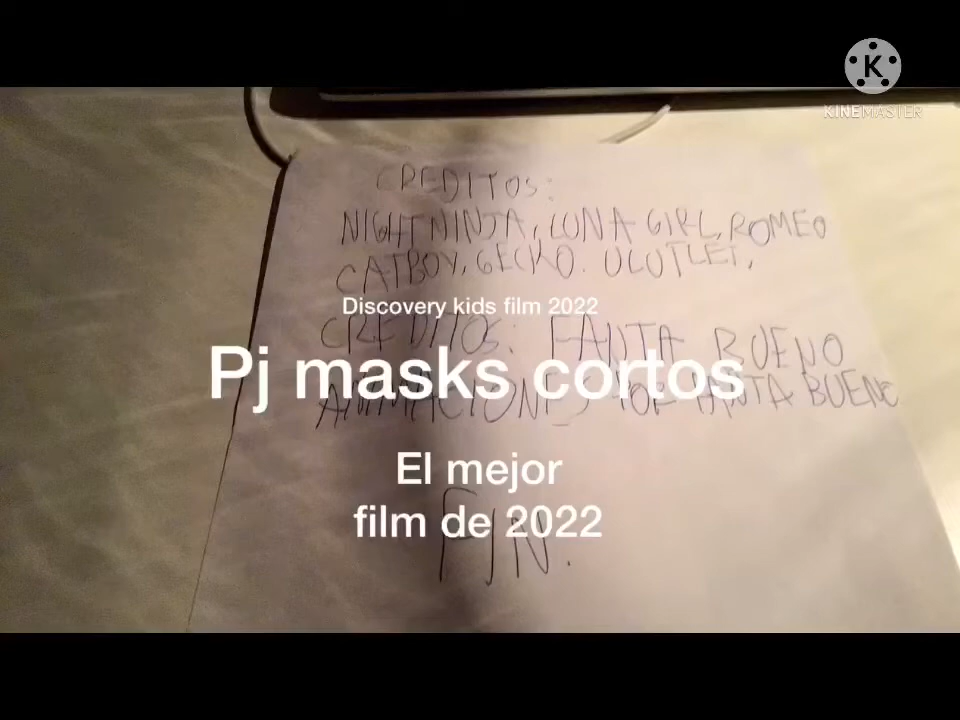 KINEMASTER
CREDITOS:
NIGHT NINJA, LUNA GIRL, ROMEO
CATBOY, GECKO. ULUTLET,
Discovery kids film 2022
CREDITOS: FANTA BUENO
Pj masks cortos
ANIMACIONES POR FANTA BUENO
El mejor
film de 2022
FIN.